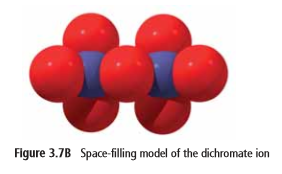 Figure 3.7B Space-filling model of the dichromate ion